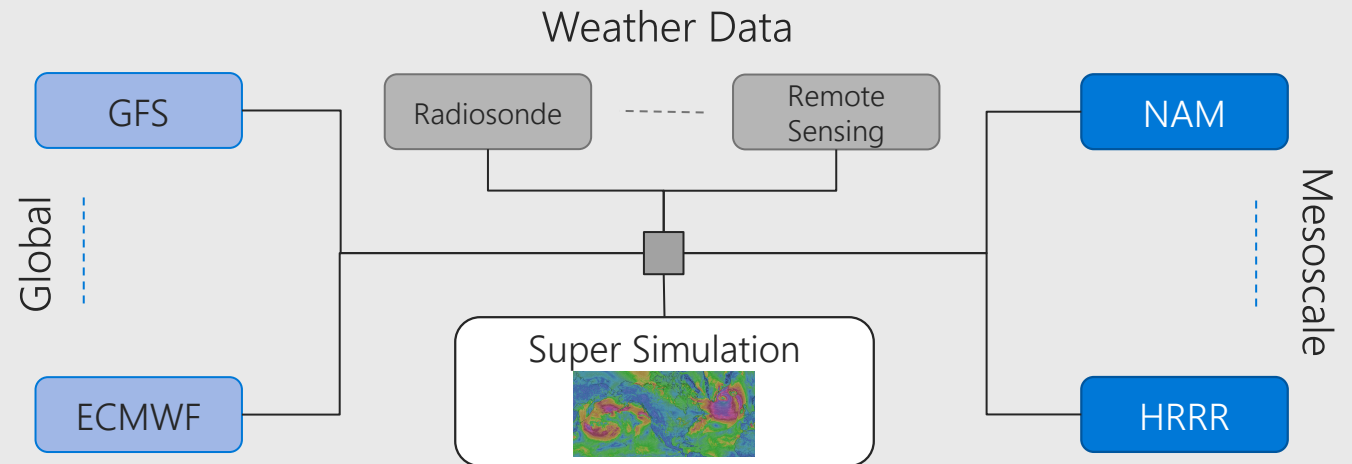 Weather Data
GFS
Radiosonde
Remote
Sensing
NAM
Global
Mesoscale
Super Simulation
ECMWF
HRRR